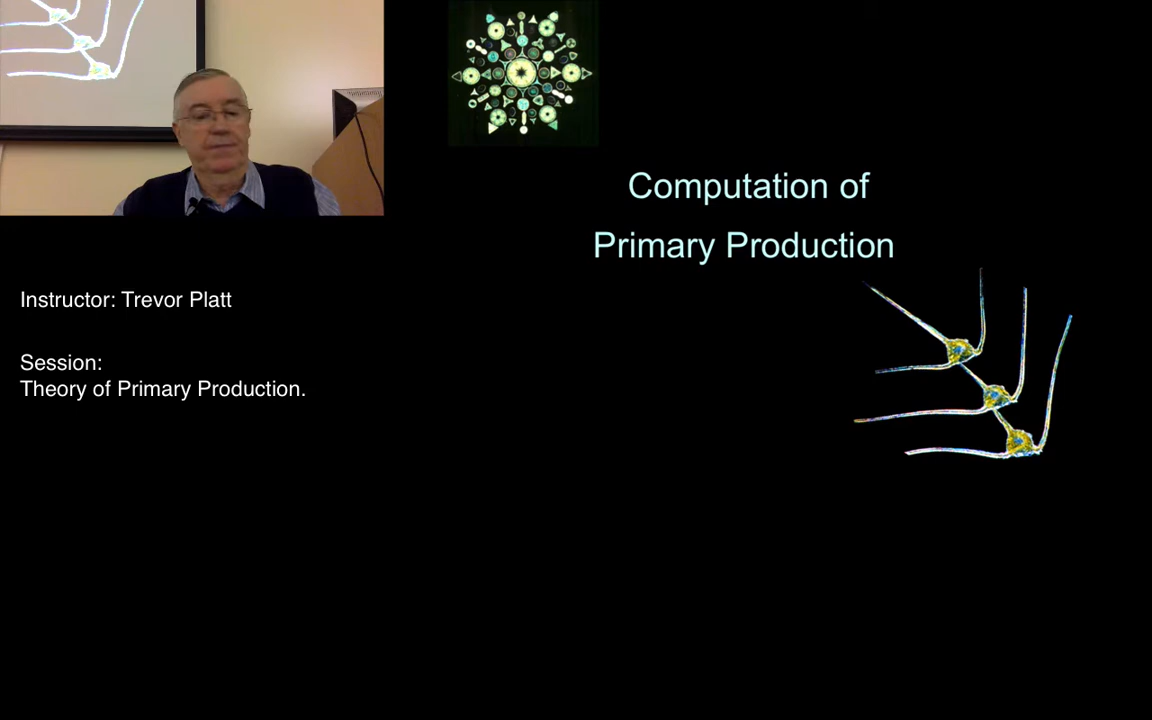 Computation of
Primary Production
Instructor: Trevor Platt
Session:
Theory of Primary Production.